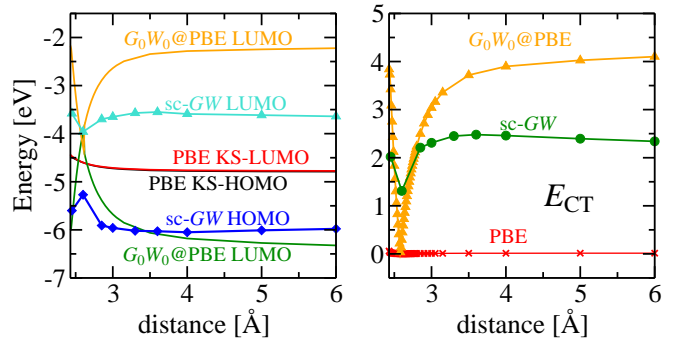 -2
-3
-4
-5
-6
-7
Energy [eV]
G₀W₀@PBE LUMO
sc-GW LUMO
PBE KS-LUMO
PBE KS-HOMO
sc-GW HOMO
G₀W₀@PBE LUMO
3 4 5 6
distance [Å]
5
4
3
2
1
0
G₀W₀@PBE
sc-GW
E_CT
PBE
3 4 5 6
distance [Å]